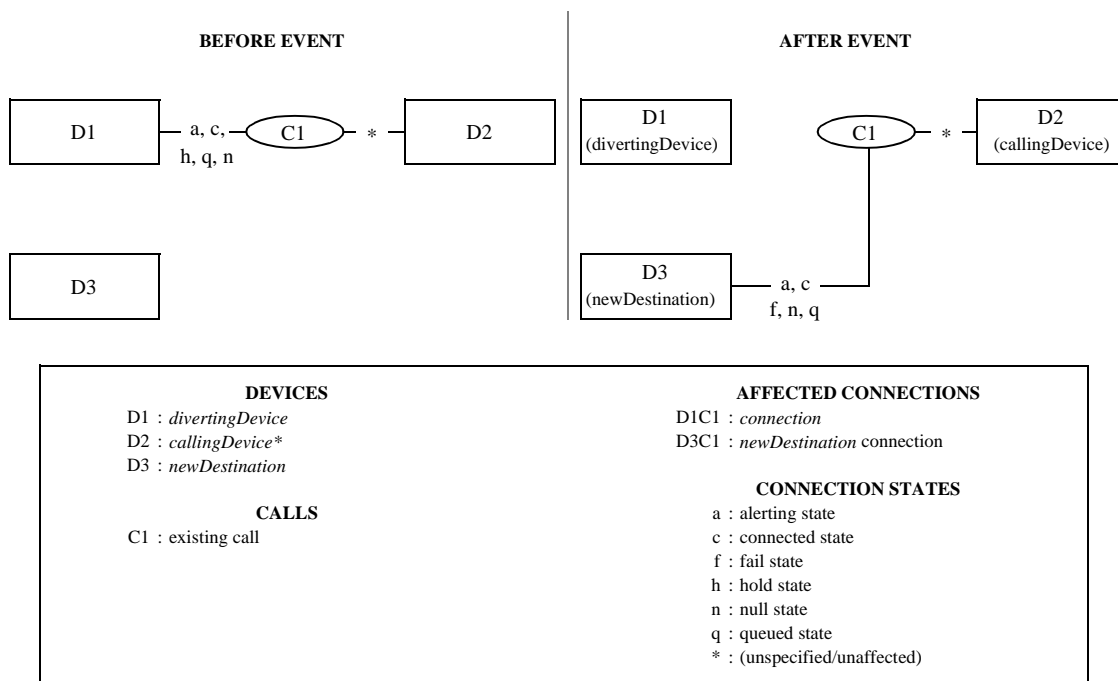 BEFORE EVENT
D1
a, c,
h, q, n
C1
*
D2
D3
AFTER EVENT
D1
(divertingDevice)
C1
*
D2
(callingDevice)
D3
(newDestination)
a, c
f, n, q
DEVICES
D1 : divertingDevice
D2 : callingDevice*
D3 : newDestination
CALLS
C1 : existing call
AFFECTED CONNECTIONS
D1C1 : connection
D3C1 : newDestination connection
CONNECTION STATES
a : alerting state
c : connected state
f : fail state
h : hold state
n : null state
q : queued state
* : (unspecified/unaffected)